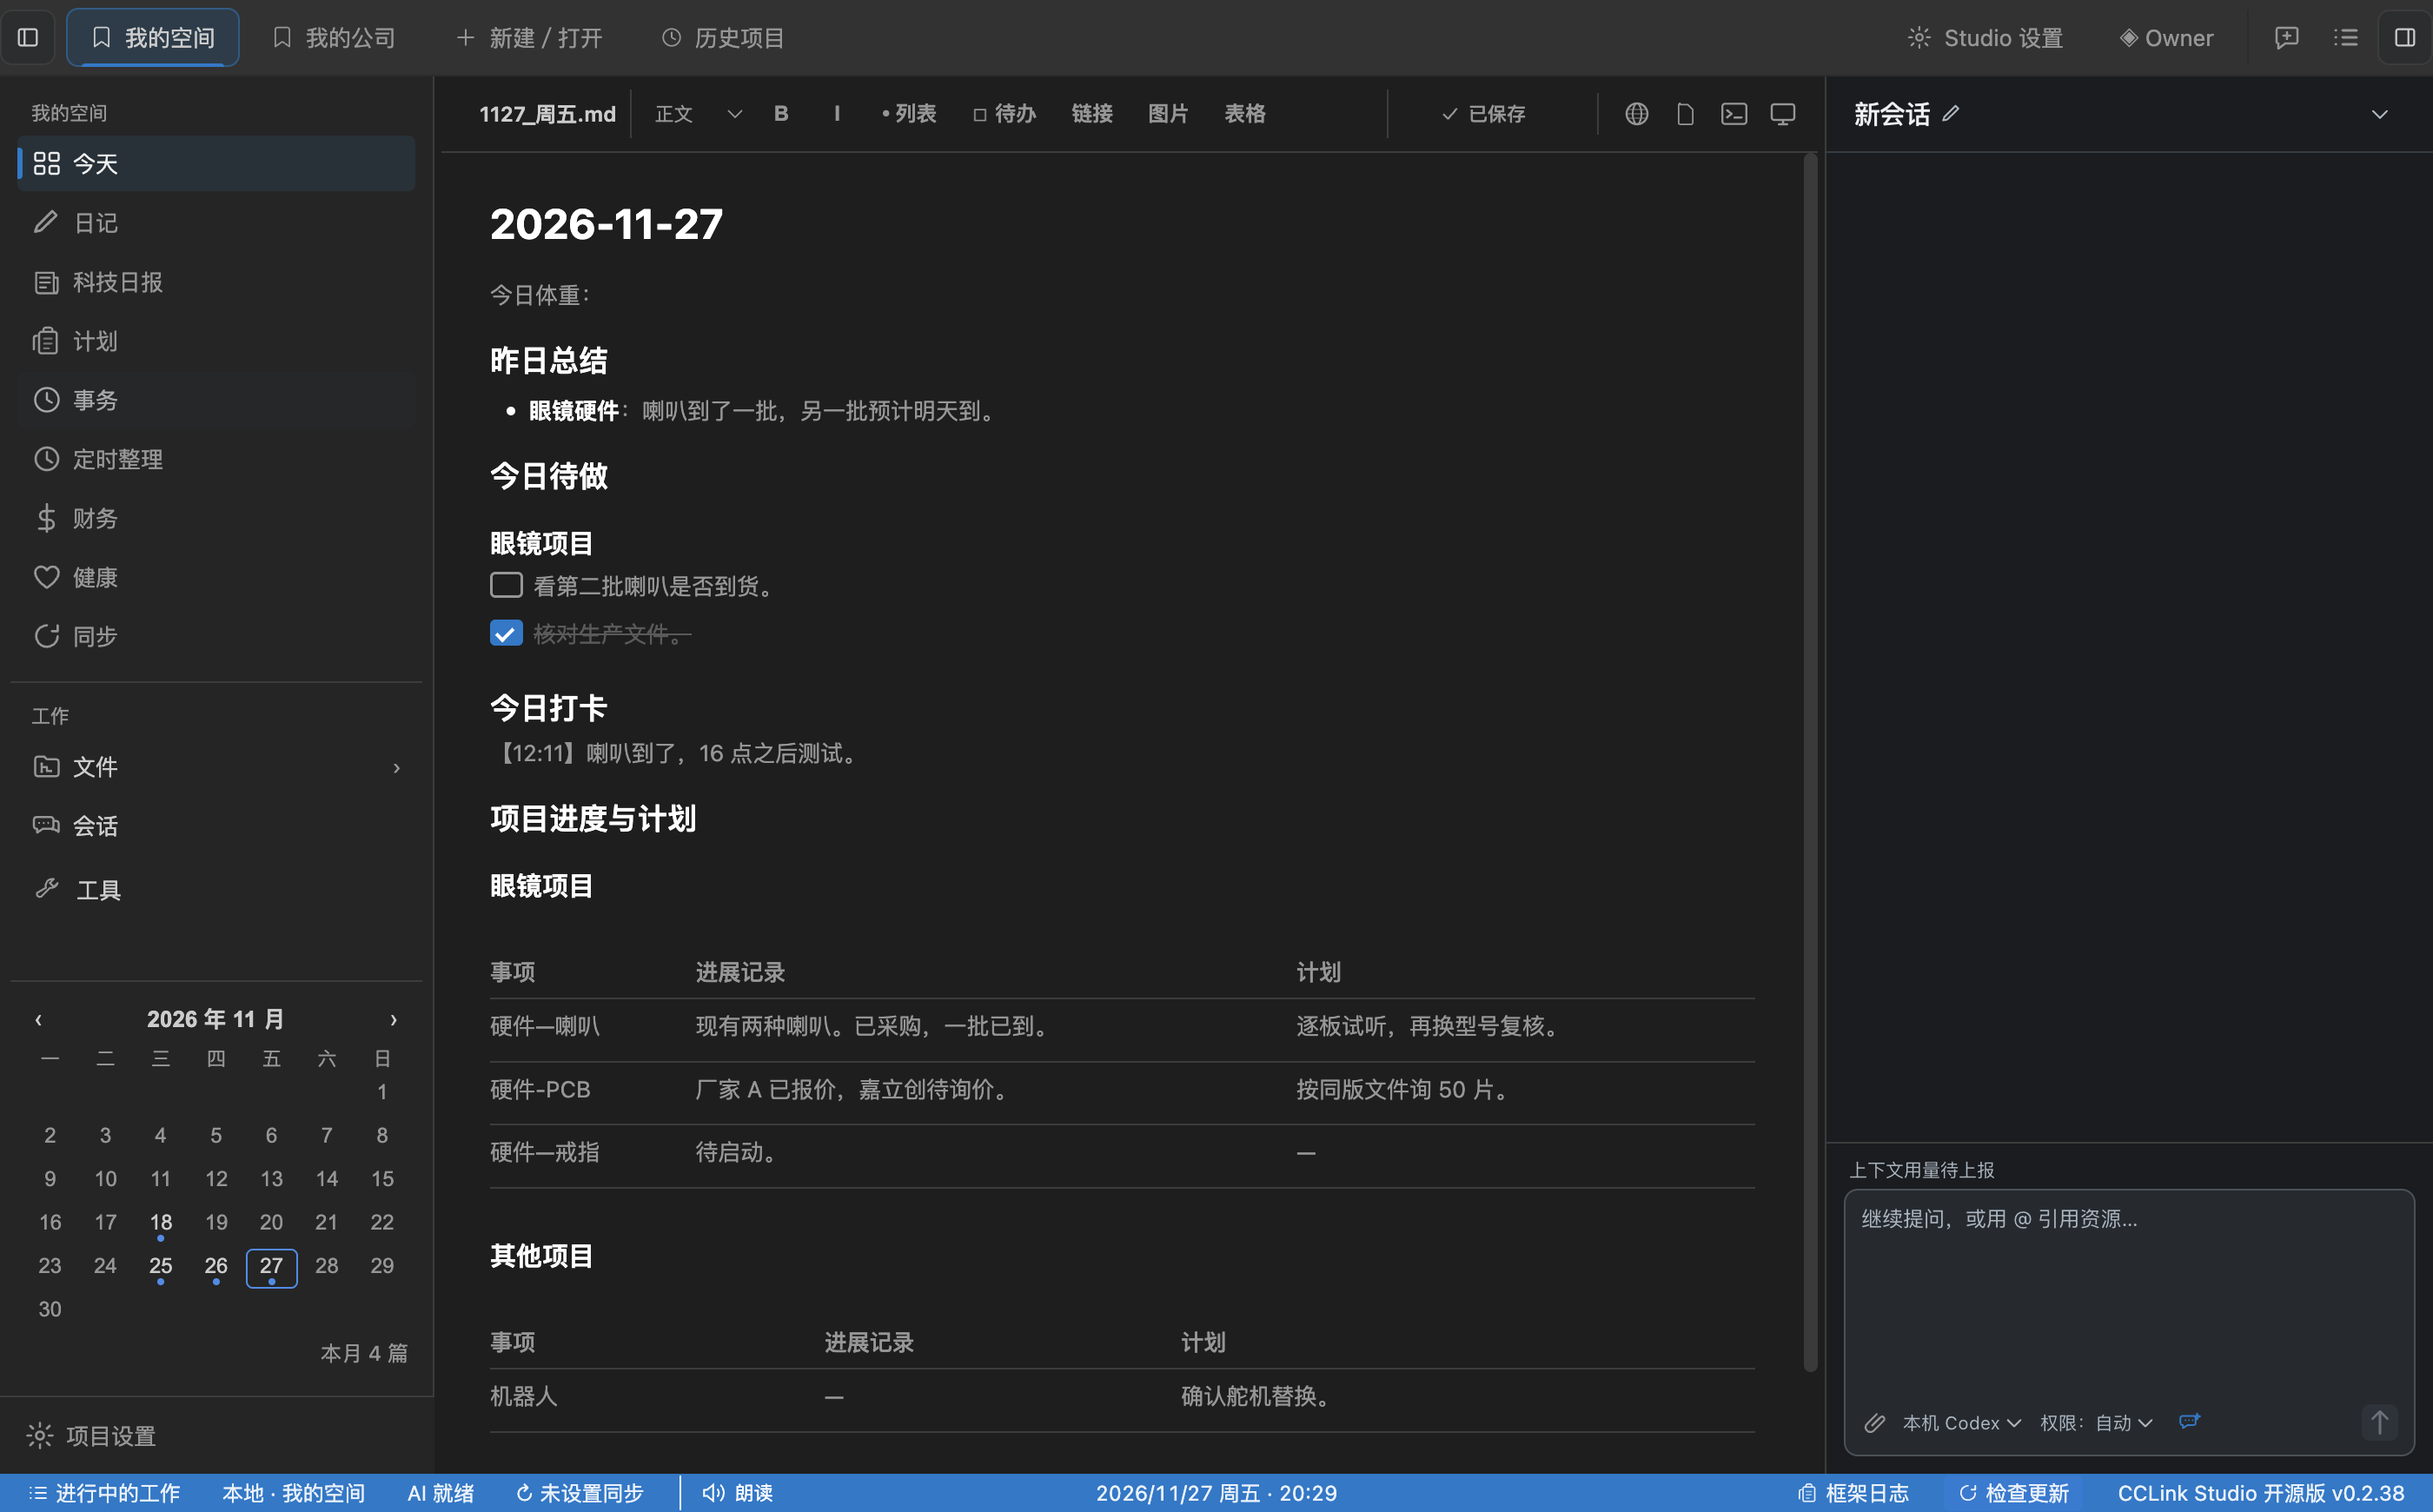 我的空间
我的公司
新建 / 打开
历史项目
Studio 设置
Owner
我的空间
今天
日记
科技日报
计划
事务
定时整理
财务
健康
同步
工作
文件
会话
工具
2026 年 11 月
一 二 三 四 五 六 日
1
2 3 4 5 6 7 8
9 10 11 12 13 14 15
16 17 18 19 20 21 22
23 24 25 26 27 28 29
30
本月 4 篇
项目设置
1127_周五.md
正文 B I • 列表 待办 链接 图片 表格
已保存
2026-11-27
今日体重：
昨日总结
• 眼镜硬件：喇叭到了一批，另一批预计明天到。
今日待做
眼镜项目
看第二批喇叭是否到货。
核对生产文件。
今日打卡
【12:11】喇叭到了，16 点之后测试。
项目进度与计划
眼镜项目
事项 进展记录 计划
硬件—喇叭 现有两种喇叭。已采购，一批已到。 逐板试听，再换型号复核。
硬件-PCB 厂家 A 已报价，嘉立创待询价。 按同版文件询 50 片。
硬件—戒指 待启动。 —
其他项目
事项 进展记录 计划
机器人 — 确认舵机替换。
新会话
上下文用量待上报
继续提问，或用 @ 引用资源...
本机 Codex 权限：自动
进行中的工作 本地 · 我的空间 AI 就绪 未设置同步 朗读 2026/11/27 周五 · 20:29 框架日志 检查更新 CCLink Studio 开源版 v0.2.38